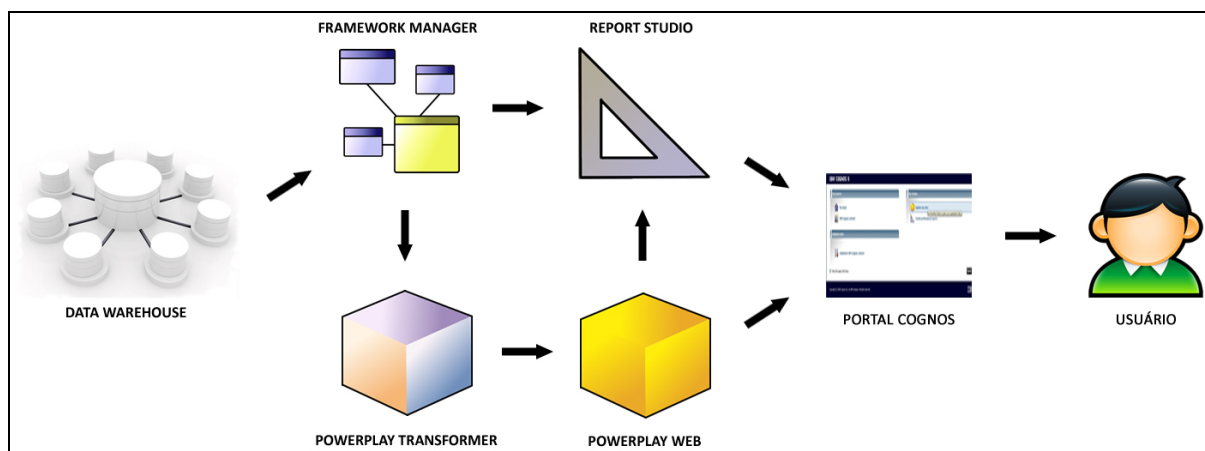 FRAMEWORK MANAGER
REPORT STUDIO
DATA WAREHOUSE
PORTAL COGNOS
USUÁRIO
POWERPLAY TRANSFORMER
POWERPLAY WEB